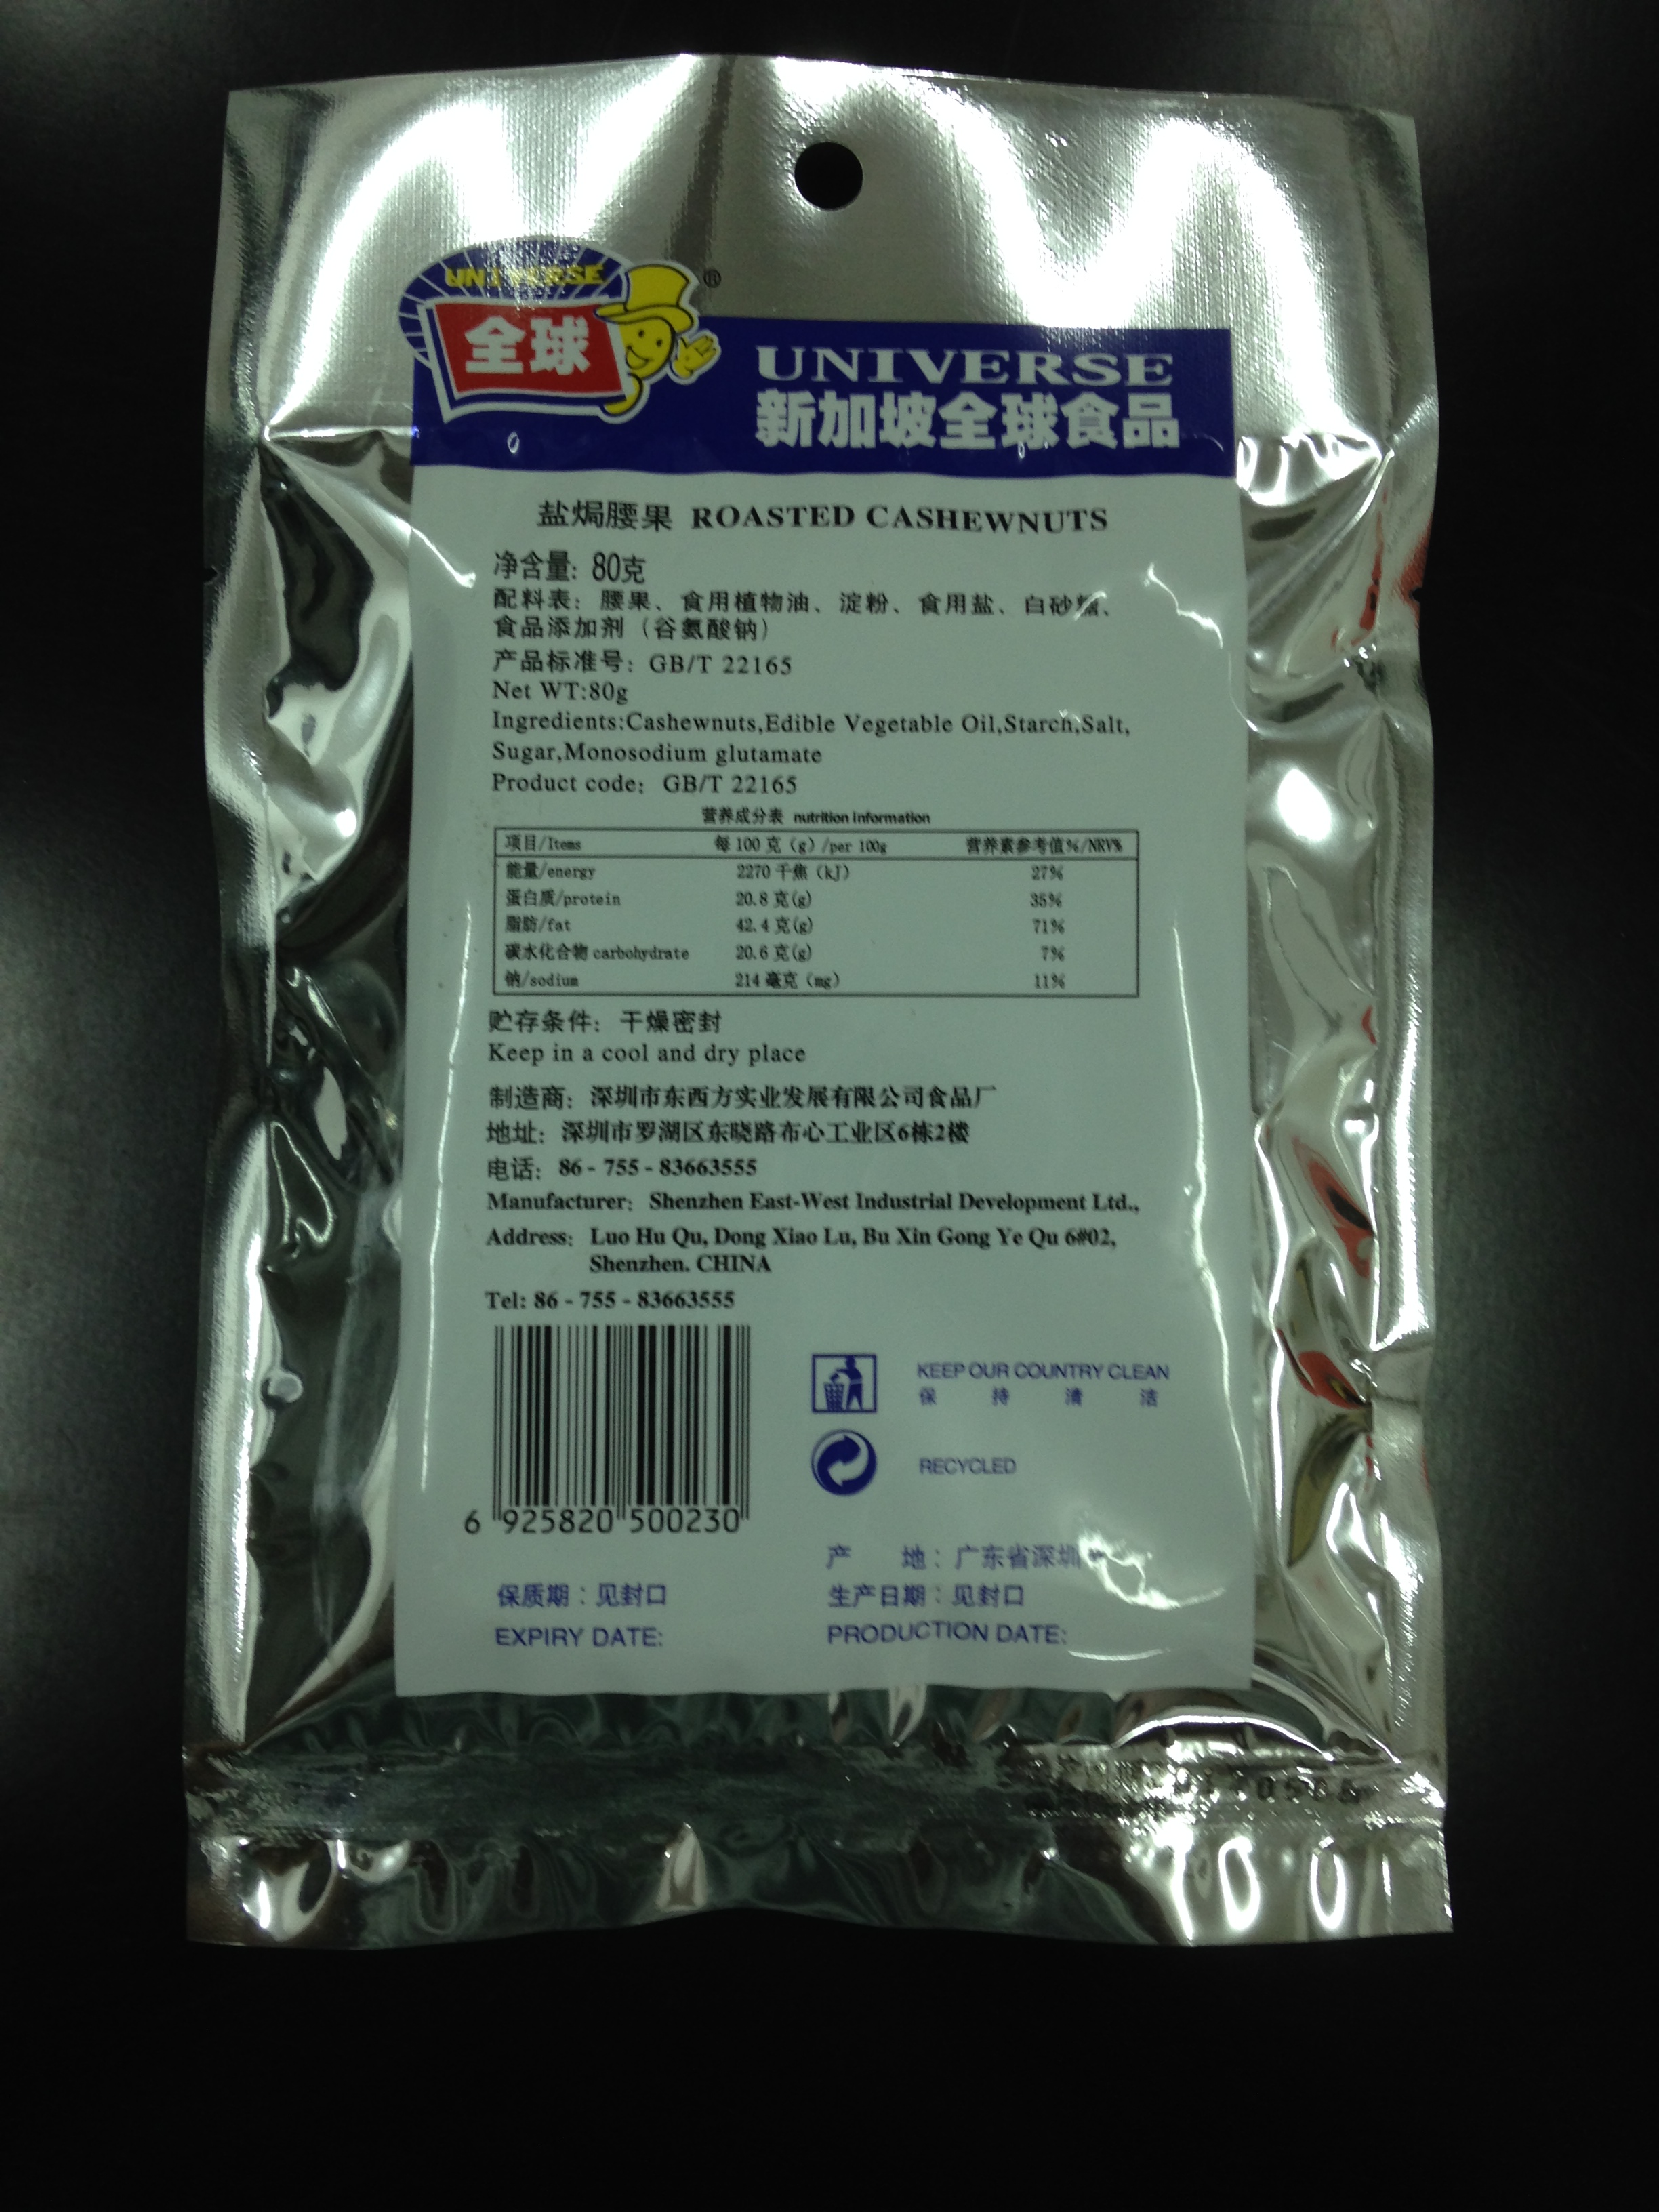 UNIVERSE
全球
®
UNIVERSE
新加坡全球食品
盐焗腰果 ROASTED CASHEWNUTS
净含量: 80克
配料表: 腰果、食用植物油、淀粉、食用盐、白砂糖、
食品添加剂 (谷氨酸钠)
产品标准号: GB/T 22165
Net WT:80g
Ingredients:Cashewnuts,Edible Vegetable Oil,Starch,Salt,
Sugar,Monosodium glutamate
Product code: GB/T 22165
营养成分表 nutrition information
项目/Items 每 100 克 (g) /per 100g 营养素参考值%/NRV%
能量/energy 2270 千焦 (kJ) 27%
蛋白质/protein 20.8 克(g) 35%
脂肪/fat 42.4 克(g) 71%
碳水化合物 carbohydrate 20.6 克(g) 7%
钠/sodium 214 毫克 (mg) 11%
贮存条件: 干燥密封
Keep in a cool and dry place
制造商: 深圳市东西方实业发展有限公司食品厂
地址: 深圳市罗湖区东晓路布心工业区6栋2楼
电话: 86 - 755 - 83663555
Manufacturer: Shenzhen East-West Industrial Development Ltd.,
Address: Luo Hu Qu, Dong Xiao Lu, Bu Xin Gong Ye Qu 6#02,
Shenzhen. CHINA
Tel: 86 - 755 - 83663555
KEEP OUR COUNTRY CLEAN
保持清洁
RECYCLED
6 925820 500230
产 地: 广东省深圳
保质期: 见封口 生产日期: 见封口
EXPIRY DATE: PRODUCTION DATE: